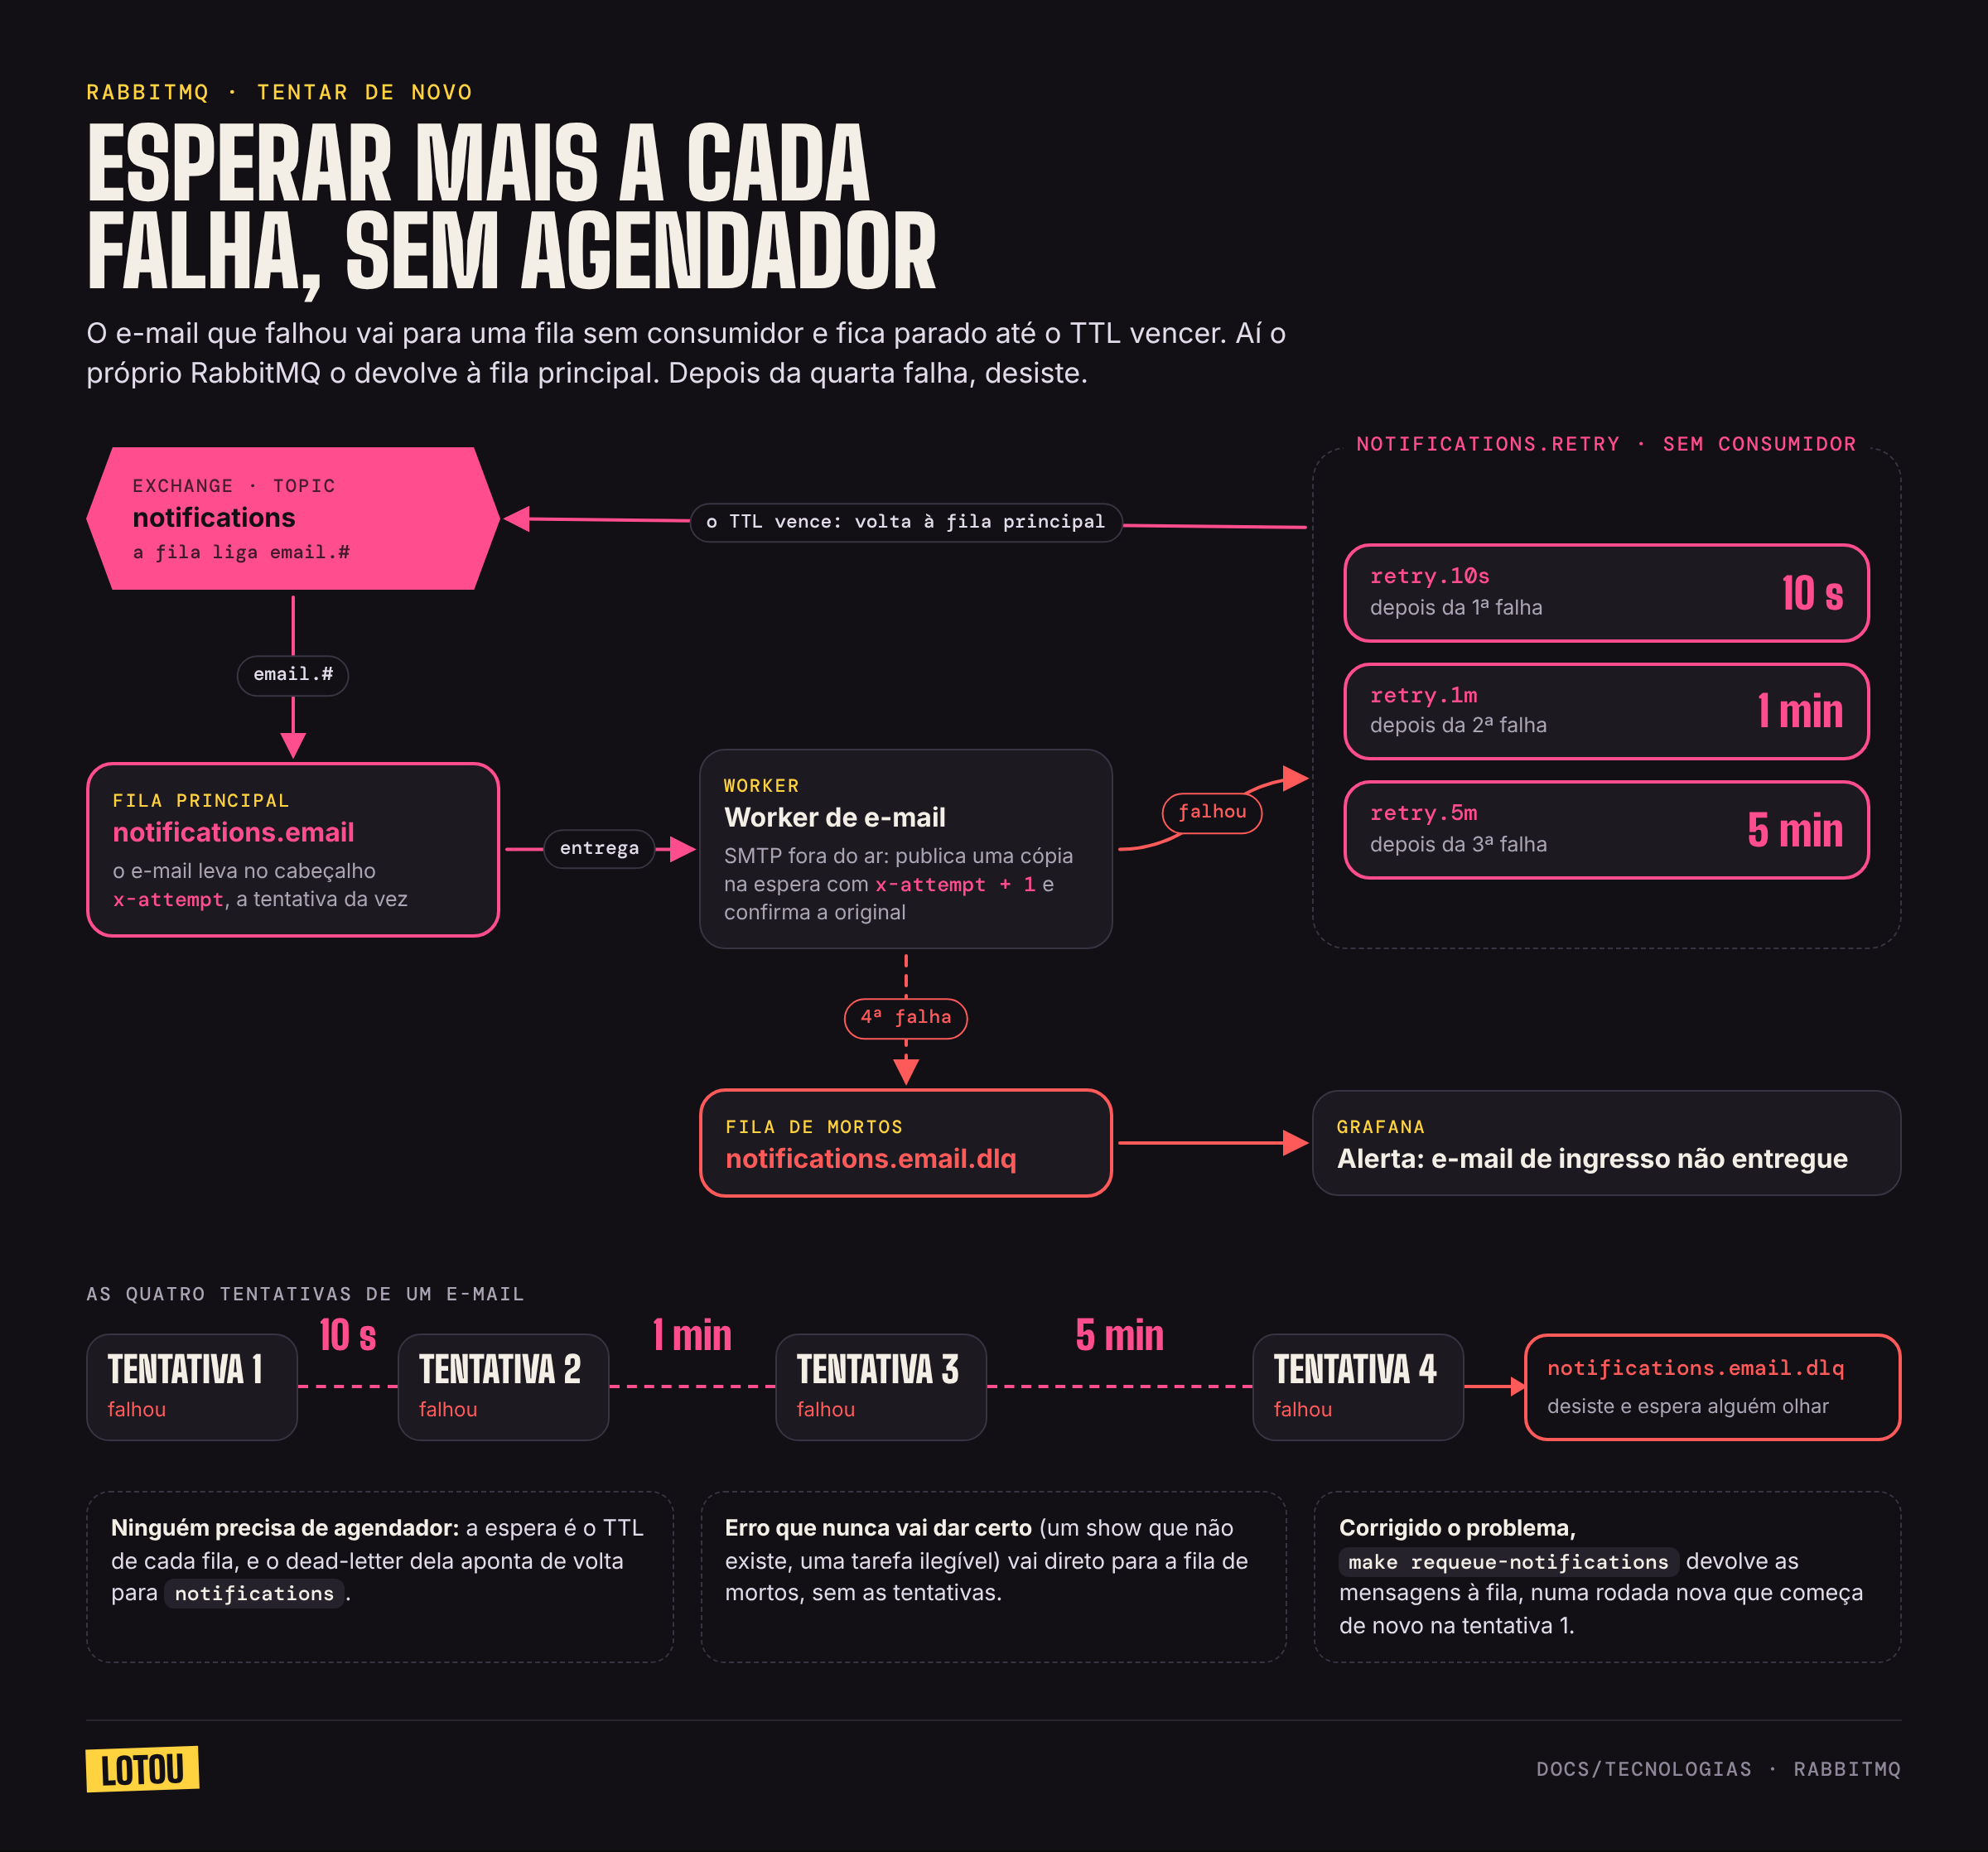 RABBITMQ · TENTAR DE NOVO
ESPERAR MAIS A CADA
FALHA, SEM AGENDADOR
O e-mail que falhou vai para uma fila sem consumidor e fica parado até o TTL vencer. Aí o
próprio RabbitMQ o devolve à fila principal. Depois da quarta falha, desiste.
EXCHANGE · TOPIC
notifications
a fila liga email.#
o TTL vence: volta à fila principal
NOTIFICATIONS.RETRY · SEM CONSUMIDOR
retry.10s
depois da 1ª falha
10 s
retry.1m
depois da 2ª falha
1 min
retry.5m
depois da 3ª falha
5 min
email.#
FILA PRINCIPAL
notifications.email
o e-mail leva no cabeçalho
x-attempt, a tentativa da vez
entrega
WORKER
Worker de e-mail
SMTP fora do ar: publica uma cópia
na espera com x-attempt + 1 e
confirma a original
falhou
4ª falha
FILA DE MORTOS
notifications.email.dlq
GRAFANA
Alerta: e-mail de ingresso não entregue
AS QUATRO TENTATIVAS DE UM E-MAIL
TENTATIVA 1
falhou
10 s
TENTATIVA 2
falhou
1 min
TENTATIVA 3
falhou
5 min
TENTATIVA 4
falhou
notifications.email.dlq
desiste e espera alguém olhar
Ninguém precisa de agendador: a espera é o TTL
de cada fila, e o dead-letter dela aponta de volta
para notifications.
Erro que nunca vai dar certo (um show que não
existe, uma tarefa ilegível) vai direto para a fila de
mortos, sem as tentativas.
Corrigido o problema,
make requeue-notifications devolve as
mensagens à fila, numa rodada nova que começa
de novo na tentativa 1.
LOTOU
DOCS/TECNOLOGIAS · RABBITMQ